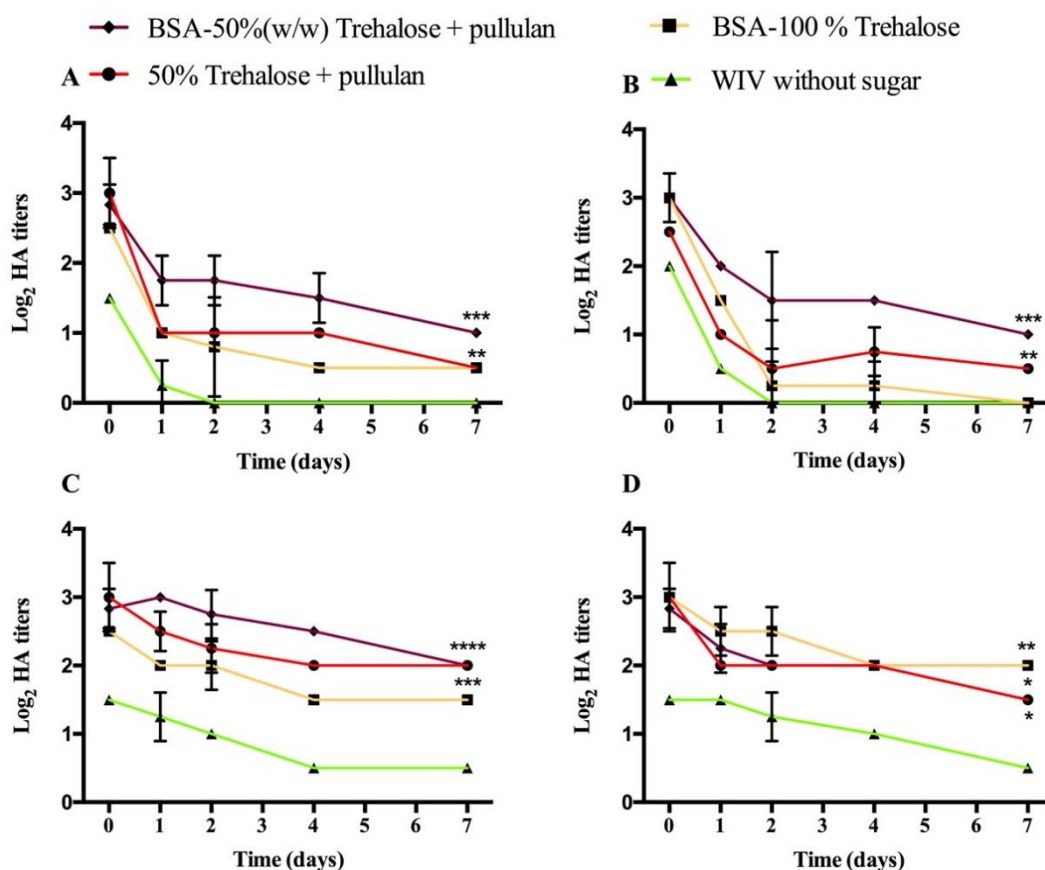 BSA-50%(w/w) Trehalose + pullulan
BSA-100 % Trehalose
50% Trehalose + pullulan
WIV without sugar
A
Log2 HA titers
4
3
2
1
0
***
**
0 1 2 3 4 5 6 7
Time (days)
B
Log2 HA titers
4
3
2
1
0
***
**
0 1 2 3 4 5 6 7
Time (days)
C
Log2 HA titers
4
3
2
1
0
****
***
0 1 2 3 4 5 6 7
Time (days)
D
Log2 HA titers
4
3
2
1
0
**
*
*
0 1 2 3 4 5 6 7
Time (days)